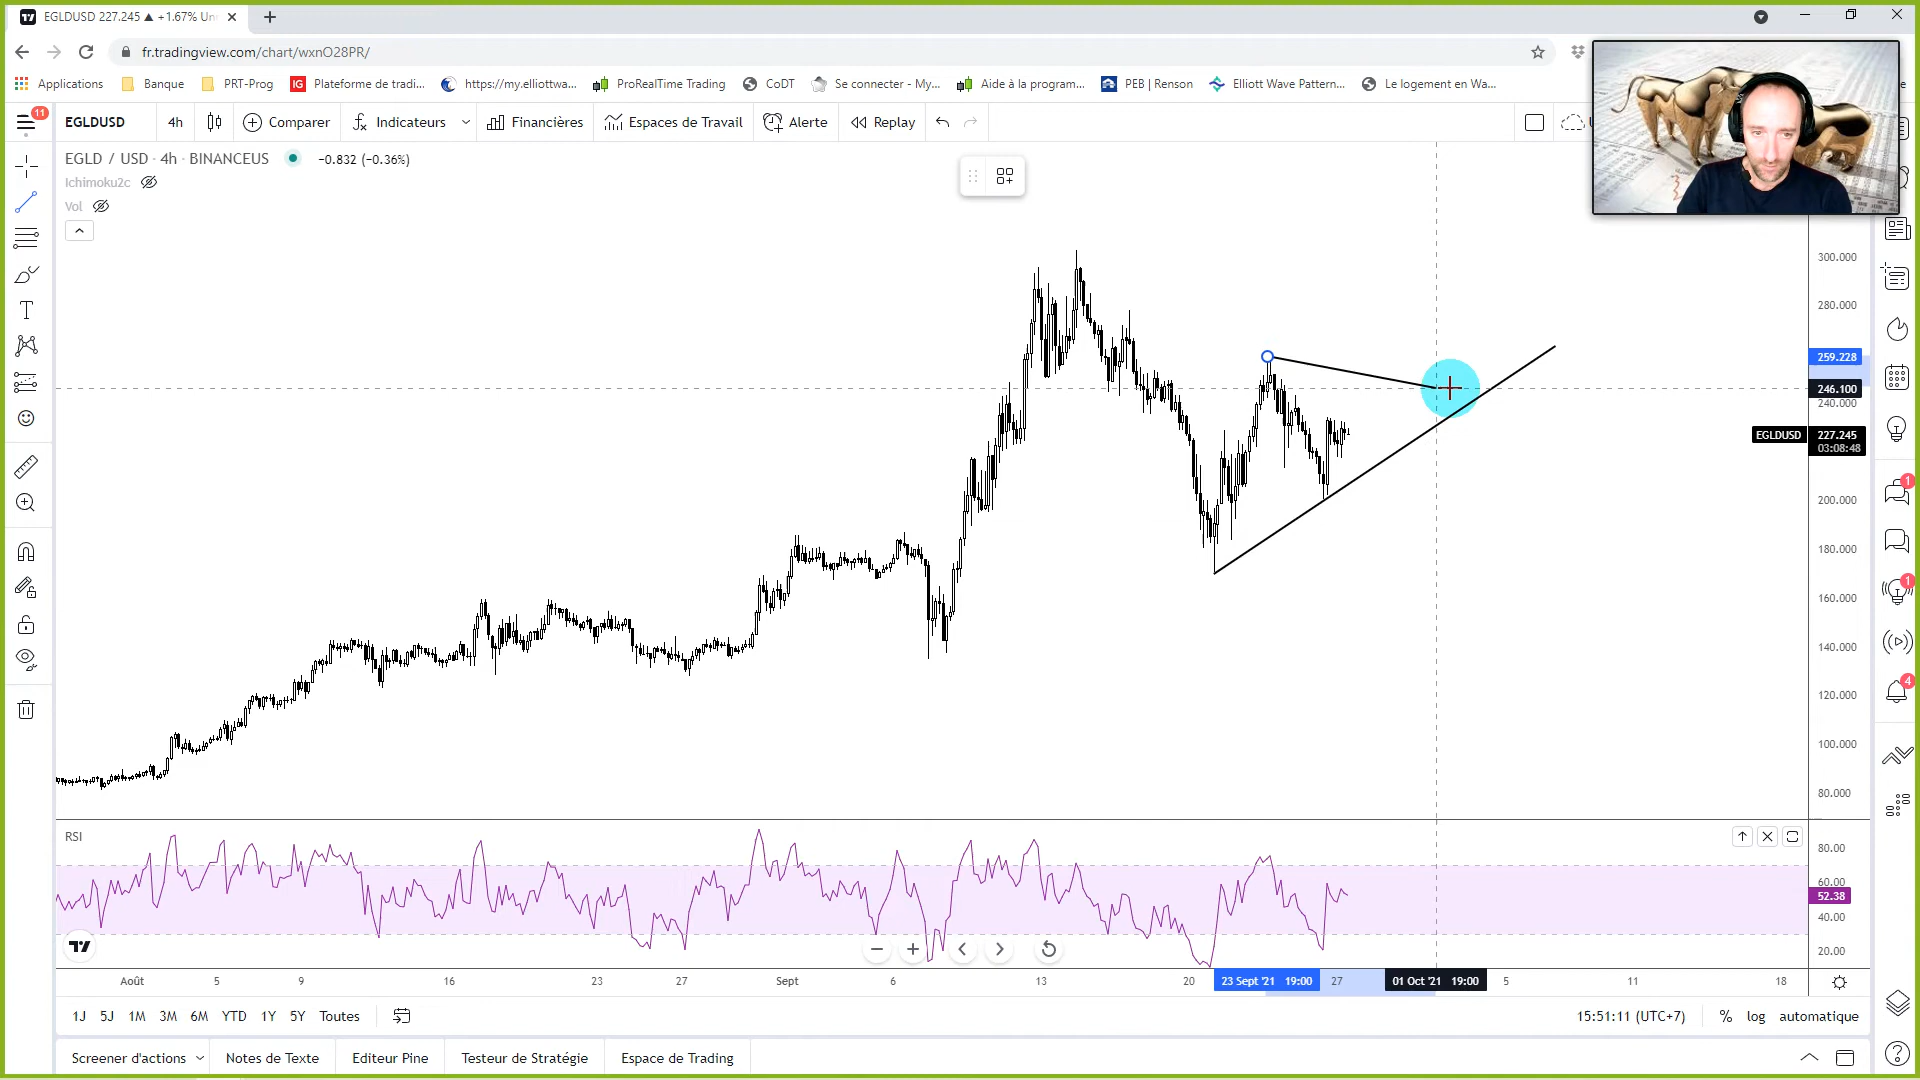 EGLDUSD 227.245 ▲ +1.67% Un
fr.tradingview.com/chart/wxnO28PR/
Applications
Banque
PRT-Prog
IG
Plateforme de tradi...
https://my.elliottwa...
ProRealTime Trading
CoDT
Se connecter - My...
Aide à la program...
PEB | Renson
Elliott Wave Pattern...
Le logement en Wa...
11
EGLDUSD
4h
Comparer
Indicateurs
Financières
Espaces de Travail
Alerte
Replay
EGLD / USD · 4h · BINANCEUS
−0.832 (−0.36%)
Ichimoku2c
Vol
300.000
280.000
259.228
246.100
240.000
EGLDUSD 227.245
03:08:48
200.000
180.000
160.000
140.000
120.000
100.000
80.000
1
1
4
RSI
80.00
60.00
52.38
40.00
20.00
Août 5 9 16 23 27 Sept 6 13 20 23 Sept '21 19:00 27 01 Oct '21 19:00 5 11 18
1J 5J 1M 3M 6M YTD 1Y 5Y Toutes
15:51:11 (UTC+7)
% log automatique
Screener d'actions
Notes de Texte
Editeur Pine
Testeur de Stratégie
Espace de Trading